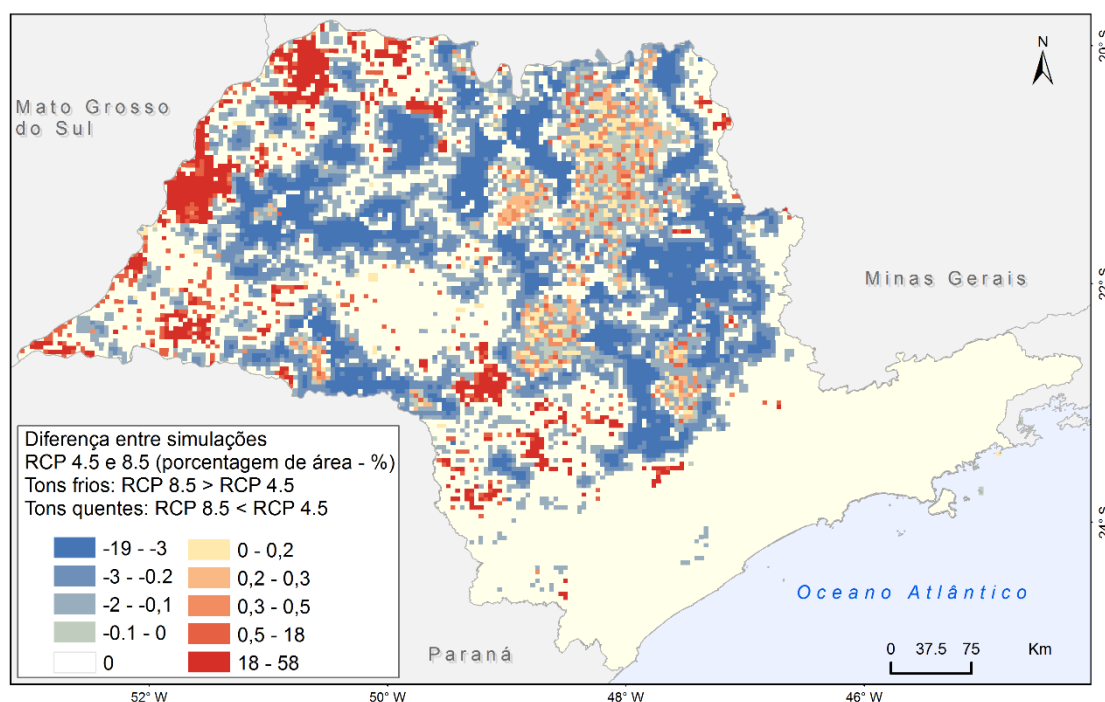 N
20° S
Mato Grosso
do Sul
Minas Gerais
22° S
24° S
Oceano Atlântico
Paraná
0 37.5 75 Km
Diferença entre simulações
RCP 4.5 e 8.5 (porcentagem de área - %)
Tons frios: RCP 8.5 > RCP 4.5
Tons quentes: RCP 8.5 < RCP 4.5
-19 - -3
-3 - -0.2
-2 - -0,1
-0.1 - 0
0
0 - 0,2
0,2 - 0,3
0,3 - 0,5
0,5 - 18
18 - 58
52° W
50° W
48° W
46° W